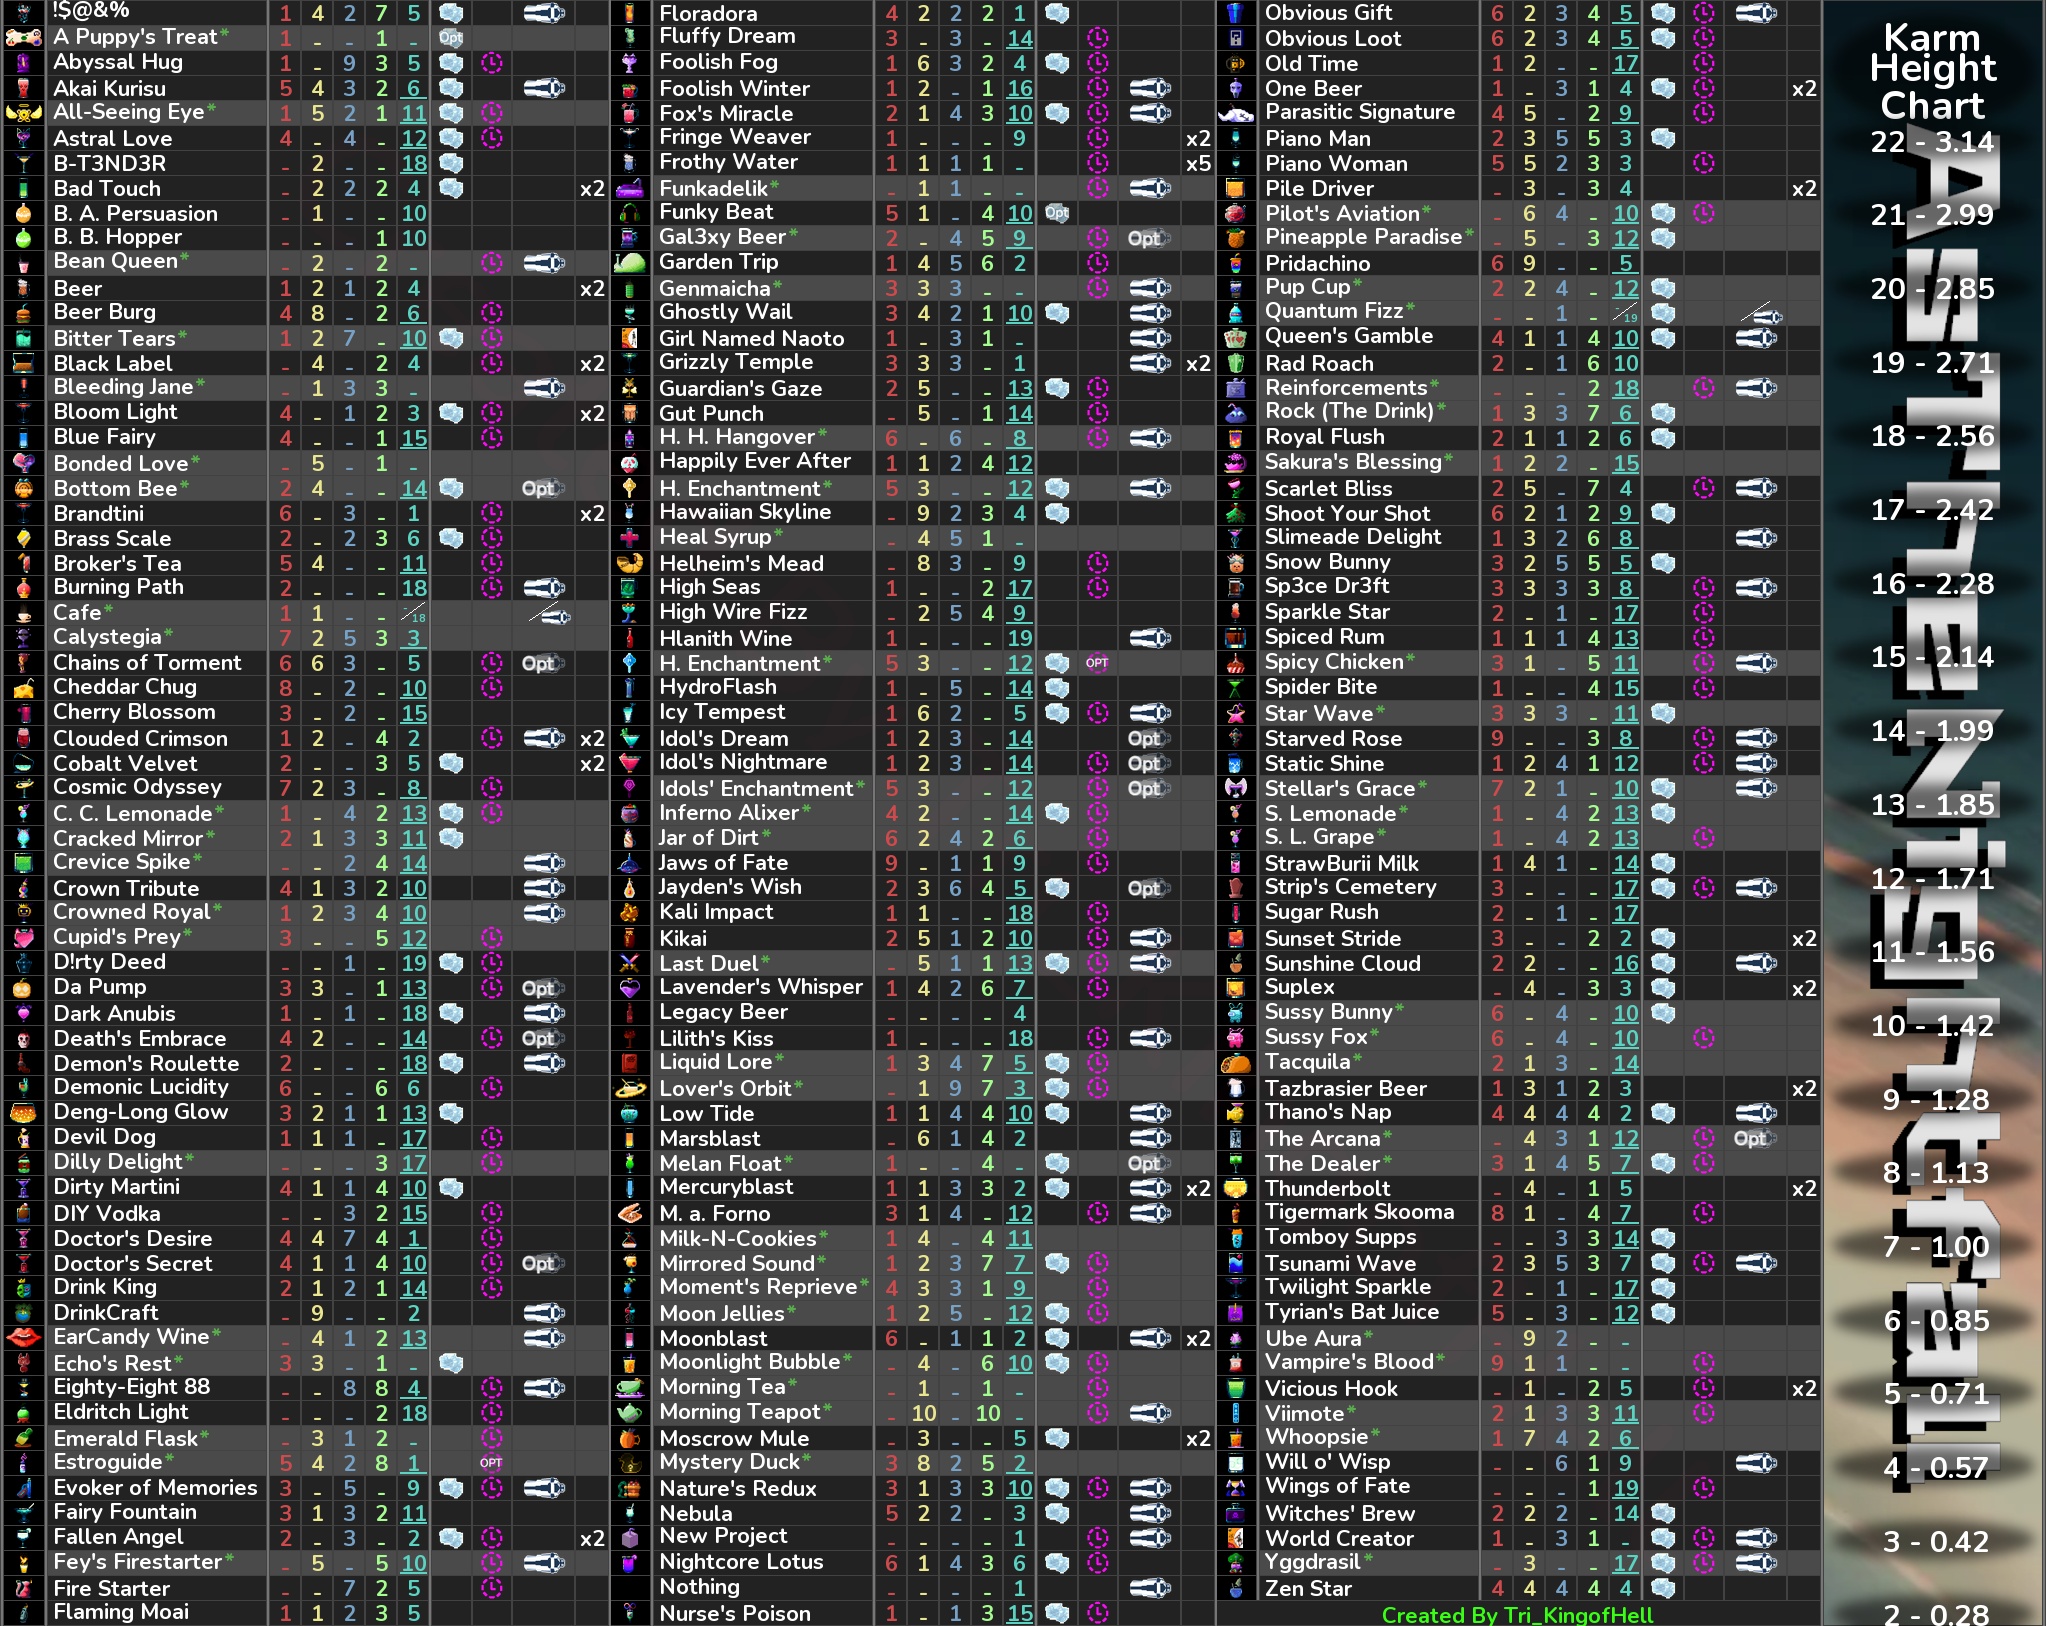 !$@&% 1 4 2 7 5
A Puppy's Treat* 1 - - 1 - Opt
Abyssal Hug 1 - 9 3 5
Akai Kurisu 5 4 3 2 6
All-Seeing Eye* 1 5 2 1 11
Astral Love 4 - 4 - 12
B-T3ND3R - 2 - - 18
Bad Touch - 2 2 2 4 x2
B. A. Persuasion - 1 - - 10
B. B. Hopper - - - 1 10
Bean Queen* - 2 - 2 -
Beer 1 2 1 2 4 x2
Beer Burg 4 8 - 2 6
Bitter Tears* 1 2 7 - 10
Black Label - 4 - 2 4 x2
Bleeding Jane* - 1 3 3 -
Bloom Light 4 - 1 2 3 x2
Blue Fairy 4 - - 1 15
Bonded Love* - 5 - 1 -
Bottom Bee* 2 4 - - 14 Opt
Brandtini 6 - 3 - 1 x2
Brass Scale 2 - 2 3 6
Broker's Tea 5 4 - - 11
Burning Path 2 - - - 18
Cafe* 1 1 - - -/18
Calystegia* 7 2 5 3 3
Chains of Torment 6 6 3 - 5 Opt
Cheddar Chug 8 - 2 - 10
Cherry Blossom 3 - 2 - 15
Clouded Crimson 1 2 - 4 2 x2
Cobalt Velvet 2 - - 3 5 x2
Cosmic Odyssey 7 2 3 - 8
C. C. Lemonade* 1 - 4 2 13
Cracked Mirror* 2 1 3 3 11
Crevice Spike* - - 2 4 14
Crown Tribute 4 1 3 2 10
Crowned Royal* 1 2 3 4 10
Cupid's Prey* 3 - - 5 12
D!rty Deed - - 1 - 19
Da Pump 3 3 - 1 13 Opt
Dark Anubis 1 - 1 - 18
Death's Embrace 4 2 - - 14 Opt
Demon's Roulette 2 - - - 18
Demonic Lucidity 6 - - 6 6
Deng-Long Glow 3 2 1 1 13
Devil Dog 1 1 1 - 17
Dilly Delight* - - - 3 17
Dirty Martini 4 1 1 4 10
DIY Vodka - - 3 2 15
Doctor's Desire 4 4 7 4 1
Doctor's Secret 4 1 1 4 10 Opt
Drink King 2 1 2 1 14
DrinkCraft - 9 - - 2
EarCandy Wine* - 4 1 2 13
Echo's Rest* 3 3 - 1 -
Eighty-Eight 88 - - 8 8 4
Eldritch Light - - - 2 18
Emerald Flask* - 3 1 2 -
Estroguide* 5 4 2 8 1 OPT
Evoker of Memories 3 - 5 - 9
Fairy Fountain 3 1 3 2 11
Fallen Angel 2 - 3 - 2 x2
Fey's Firestarter* - 5 - 5 10
Fire Starter - - 7 2 5
Flaming Moai 1 1 2 3 5
Floradora 4 2 2 2 1
Fluffy Dream 3 - 3 - 14
Foolish Fog 1 6 3 2 4
Foolish Winter 1 2 - 1 16
Fox's Miracle 2 1 4 3 10
Fringe Weaver 1 - - - 9 x2
Frothy Water 1 1 1 1 - x5
Funkadelik* - 1 1 - -
Funky Beat 5 1 - 4 10 Opt
Gal3xy Beer* 2 - 4 5 9 Opt
Garden Trip 1 4 5 6 2
Genmaicha* 3 3 3 - -
Ghostly Wail 3 4 2 1 10
Girl Named Naoto 1 - 3 1 -
Grizzly Temple 3 3 3 - 1 x2
Guardian's Gaze 2 5 - - 13
Gut Punch - 5 - 1 14
H. H. Hangover* 6 - 6 - 8
Happily Ever After 1 1 2 4 12
H. Enchantment* 5 3 - - 12
Hawaiian Skyline - 9 2 3 4
Heal Syrup* - 4 5 1 -
Helheim's Mead - 8 3 - 9
High Seas 1 - - 2 17
High Wire Fizz - 2 5 4 9
Hlanith Wine 1 - - - 19
H. Enchantment* 5 3 - - 12 OPT
HydroFlash 1 - 5 - 14
Icy Tempest 1 6 2 - 5
Idol's Dream 1 2 3 - 14 Opt
Idol's Nightmare 1 2 3 - 14 Opt
Idols' Enchantment* 5 3 - - 12 Opt
Inferno Alixer* 4 2 - - 14
Jar of Dirt* 6 2 4 2 6
Jaws of Fate 9 - 1 1 9
Jayden's Wish 2 3 6 4 5 Opt
Kali Impact 1 1 - - 18
Kikai 2 5 1 2 10
Last Duel* - 5 1 1 13
Lavender's Whisper 1 4 2 6 7
Legacy Beer - - - - 4
Lilith's Kiss 1 - - - 18
Liquid Lore* 1 3 4 7 5
Lover's Orbit* - 1 9 7 3
Low Tide 1 1 4 4 10
Marsblast - 6 1 4 2
Melan Float* 1 - - 4 - Opt
Mercuryblast 1 1 3 3 2 x2
M. a. Forno 3 1 4 - 12
Milk-N-Cookies* 1 4 - 4 11
Mirrored Sound* 1 2 3 7 7
Moment's Reprieve* 4 3 3 1 9
Moon Jellies* 1 2 5 - 12
Moonblast 6 - 1 1 2 x2
Moonlight Bubble* - 4 - 6 10
Morning Tea* - 1 - 1 -
Morning Teapot* - 10 - 10 -
Moscrow Mule - 3 - - 5 x2
Mystery Duck* 3 8 2 5 2
Nature's Redux 3 1 3 3 10
Nebula 5 2 2 - 3
New Project - - - - 1
Nightcore Lotus 6 1 4 3 6
Nothing - - - - 1
Nurse's Poison 1 - 1 3 15
Obvious Gift 6 2 3 4 5
Obvious Loot 6 2 3 4 5
Old Time 1 2 - - 17
One Beer 1 - 3 1 4 x2
Parasitic Signature 4 5 - 2 9
Piano Man 2 3 5 5 3
Piano Woman 5 5 2 3 3
Pile Driver - 3 - 3 4 x2
Pilot's Aviation* - 6 4 - 10
Pineapple Paradise* - 5 - 3 12
Pridachino 6 9 - - 5
Pup Cup* 2 2 4 - 12
Quantum Fizz* - - 1 - -/19
Queen's Gamble 4 1 1 4 10
Rad Roach 2 - 1 6 10
Reinforcements* - - - 2 18
Rock (The Drink)* 1 3 3 7 6
Royal Flush 2 1 1 2 6
Sakura's Blessing* 1 2 2 - 15
Scarlet Bliss 2 5 - 7 4
Shoot Your Shot 6 2 1 2 9
Slimeade Delight 1 3 2 6 8
Snow Bunny 3 2 5 5 5
Sp3ce Dr3ft 3 3 3 3 8
Sparkle Star 2 - 1 - 17
Spiced Rum 1 1 1 4 13
Spicy Chicken* 3 1 - 5 11
Spider Bite 1 - - 4 15
Star Wave* 3 3 3 - 11
Starved Rose 9 - - 3 8
Static Shine 1 2 4 1 12
Stellar's Grace* 7 2 1 - 10
S. Lemonade* 1 - 4 2 13
S. L. Grape* 1 - 4 2 13
StrawBurii Milk 1 4 1 - 14
Strip's Cemetery 3 - - - 17
Sugar Rush 2 - 1 - 17
Sunset Stride 3 - - 2 2 x2
Sunshine Cloud 2 2 - - 16
Suplex - 4 - 3 3 x2
Sussy Bunny* 6 - 4 - 10
Sussy Fox* 6 - 4 - 10
Tacquila* 2 1 3 - 14
Tazbrasier Beer 1 3 1 2 3 x2
Thano's Nap 4 4 4 4 2
The Arcana* - 4 3 1 12 Opt
The Dealer* 3 1 4 5 7
Thunderbolt - 4 - 1 5 x2
Tigermark Skooma 8 1 - 4 7
Tomboy Supps - - 3 3 14
Tsunami Wave 2 3 5 3 7
Twilight Sparkle 2 - 1 - 17
Tyrian's Bat Juice 5 - 3 - 12
Ube Aura* - 9 2 - -
Vampire's Blood* 9 1 1 - -
Vicious Hook - 1 - 2 5 x2
Viimote* 2 1 3 3 11
Whoopsie* 1 7 4 2 6
Will o' Wisp - - 6 1 9
Wings of Fate - - - 1 19
Witches' Brew 2 2 2 - 14
World Creator 1 - 3 1 -
Yggdrasil* - 3 - - 17
Zen Star 4 4 4 4 4
Created By Tri_KingofHell
Karm
Height
Chart
22 - 3.14
21 - 2.99
20 - 2.85
19 - 2.71
18 - 2.56
17 - 2.42
16 - 2.28
15 - 2.14
14 - 1.99
13 - 1.85
12 - 1.71
11 - 1.56
10 - 1.42
9 - 1.28
8 - 1.13
7 - 1.00
6 - 0.85
5 - 0.71
4 - 0.57
3 - 0.42
2 - 0.28